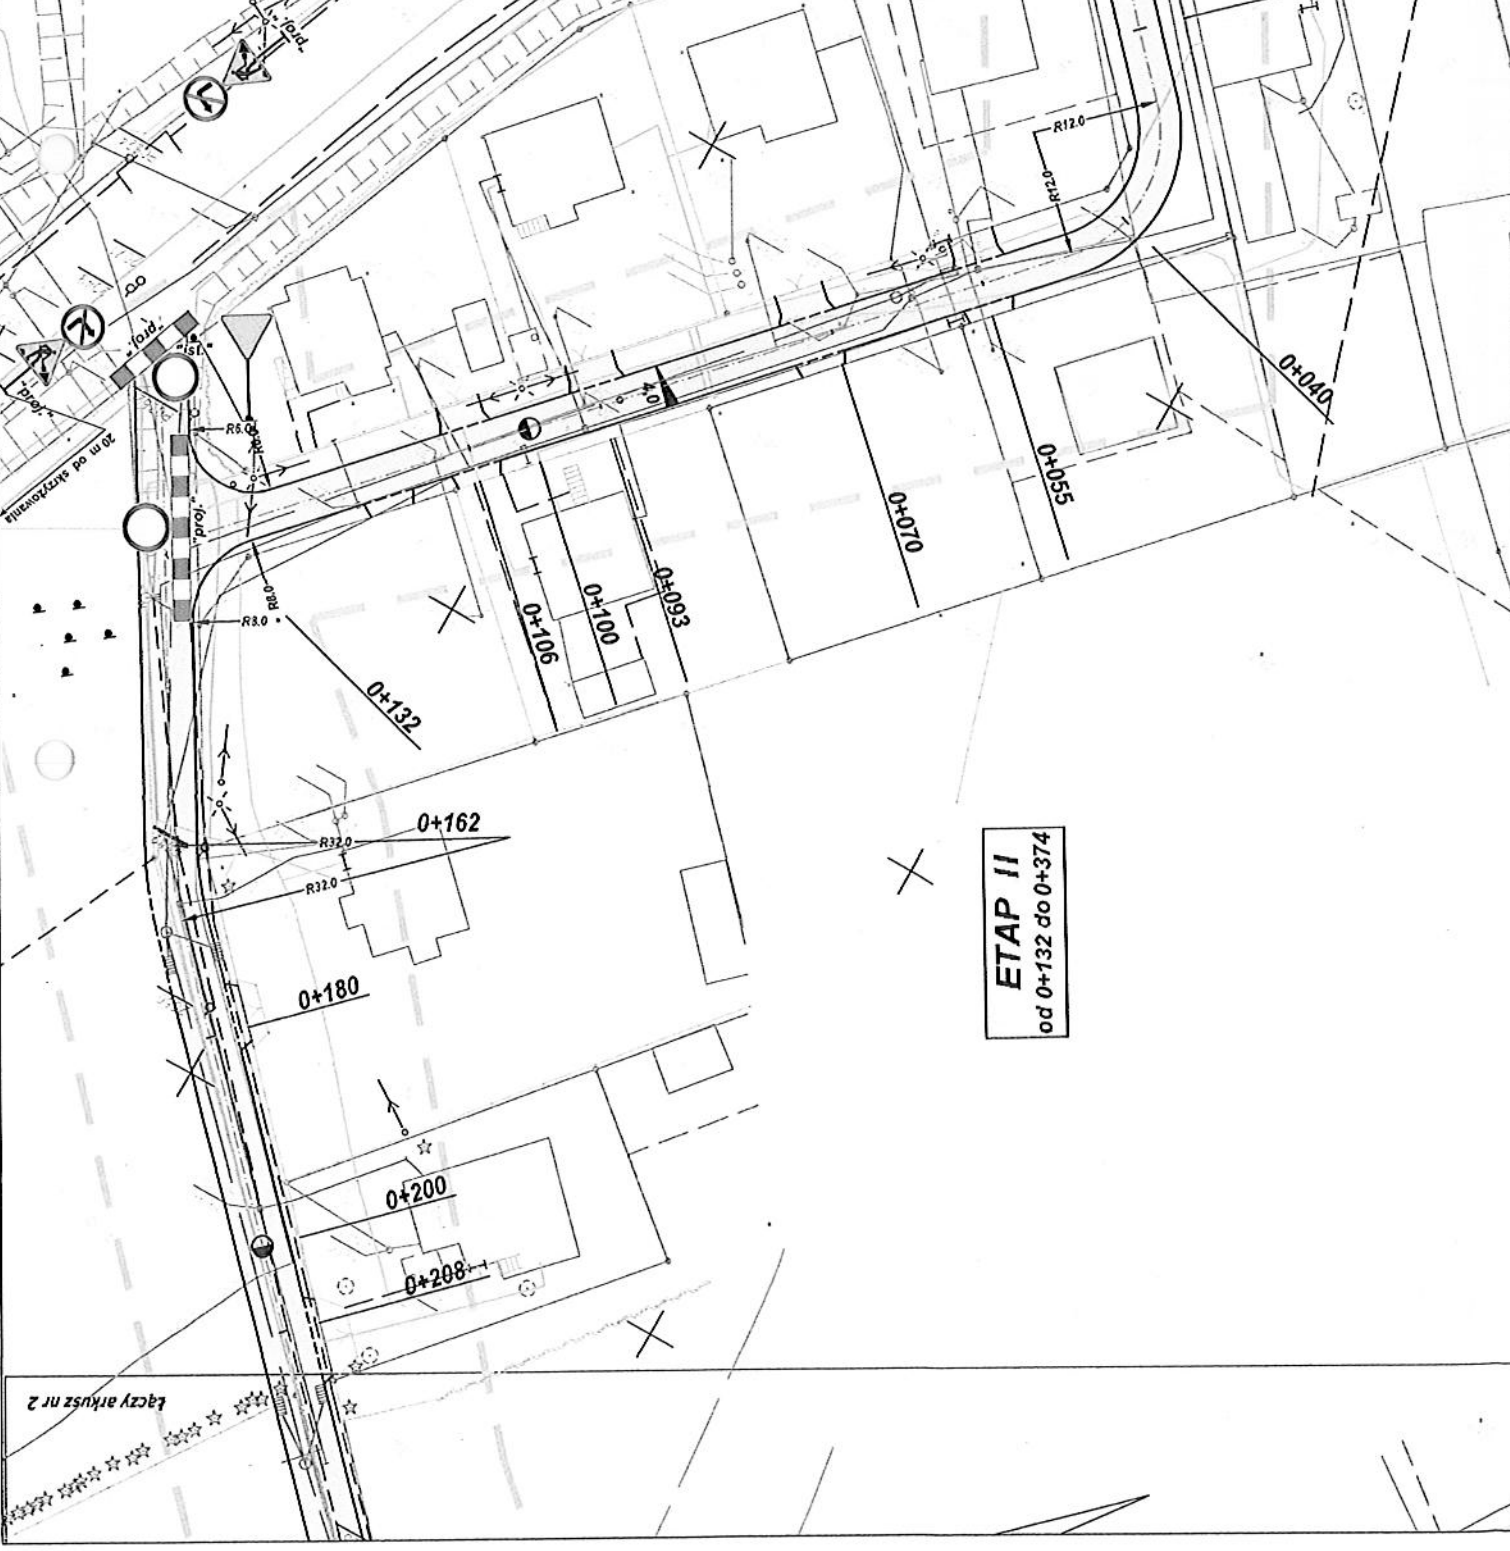 "proj."
R12.0
R12.0
"proj."
"proj."
"ist."
20 m od skrzyżowania
R6.0
R6.0
4.0
"proj."
0+040
0+055
0+070
R8.0
R8.0
0+093
0+100
0+106
0+132
0+162
R32.0
R32.0
ETAP II
od 0+132 do 0+374
0+180
0+200
0+208
Łączy arkusz nr 2